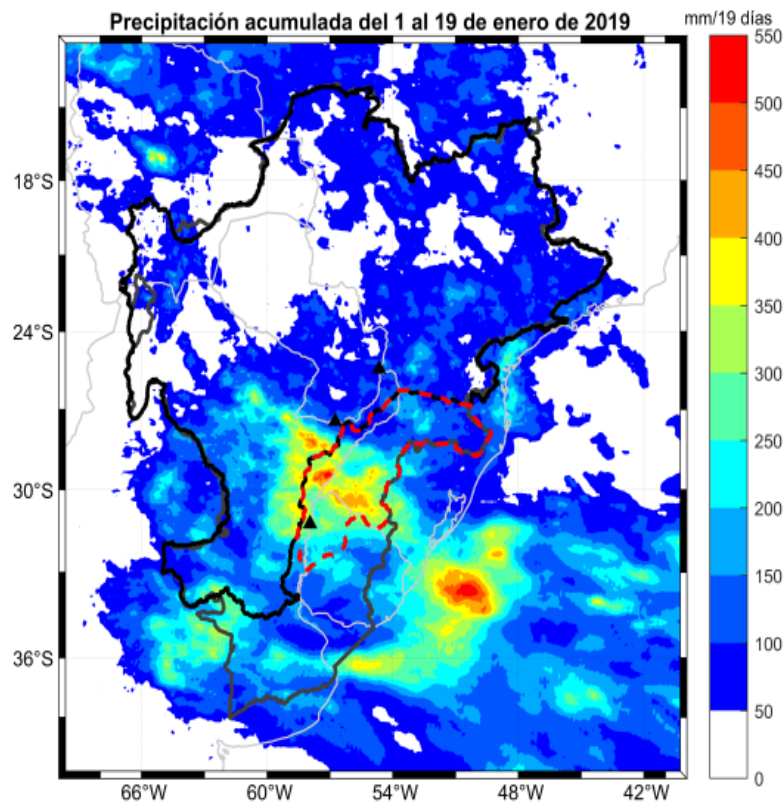 Precipitación acumulada del 1 al 19 de enero de 2019
mm/19 días
550
500
450
400
350
300
250
200
150
100
50
0
18°S
24°S
30°S
36°S
66°W
60°W
54°W
48°W
42°W